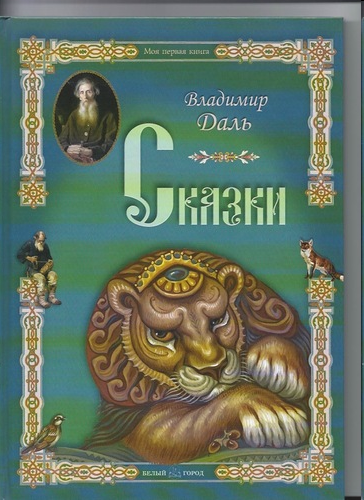 Моя первая книга
Владимир
Даль
Сказки
БЕЛЫЙ ГОРОД